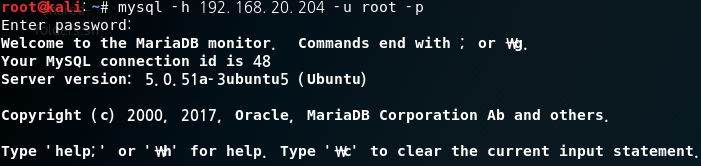 root@kali:~# mysql -h 192.168.20.204 -u root -p
Enter password:
Welcome to the MariaDB monitor.  Commands end with ; or ₩g.
Your MySQL connection id is 48
Server version: 5.0.51a-3ubuntu5 (Ubuntu)
Copyright (c) 2000, 2017, Oracle, MariaDB Corporation Ab and others.
Type 'help;' or '₩h' for help. Type '₩c' to clear the current input statement.